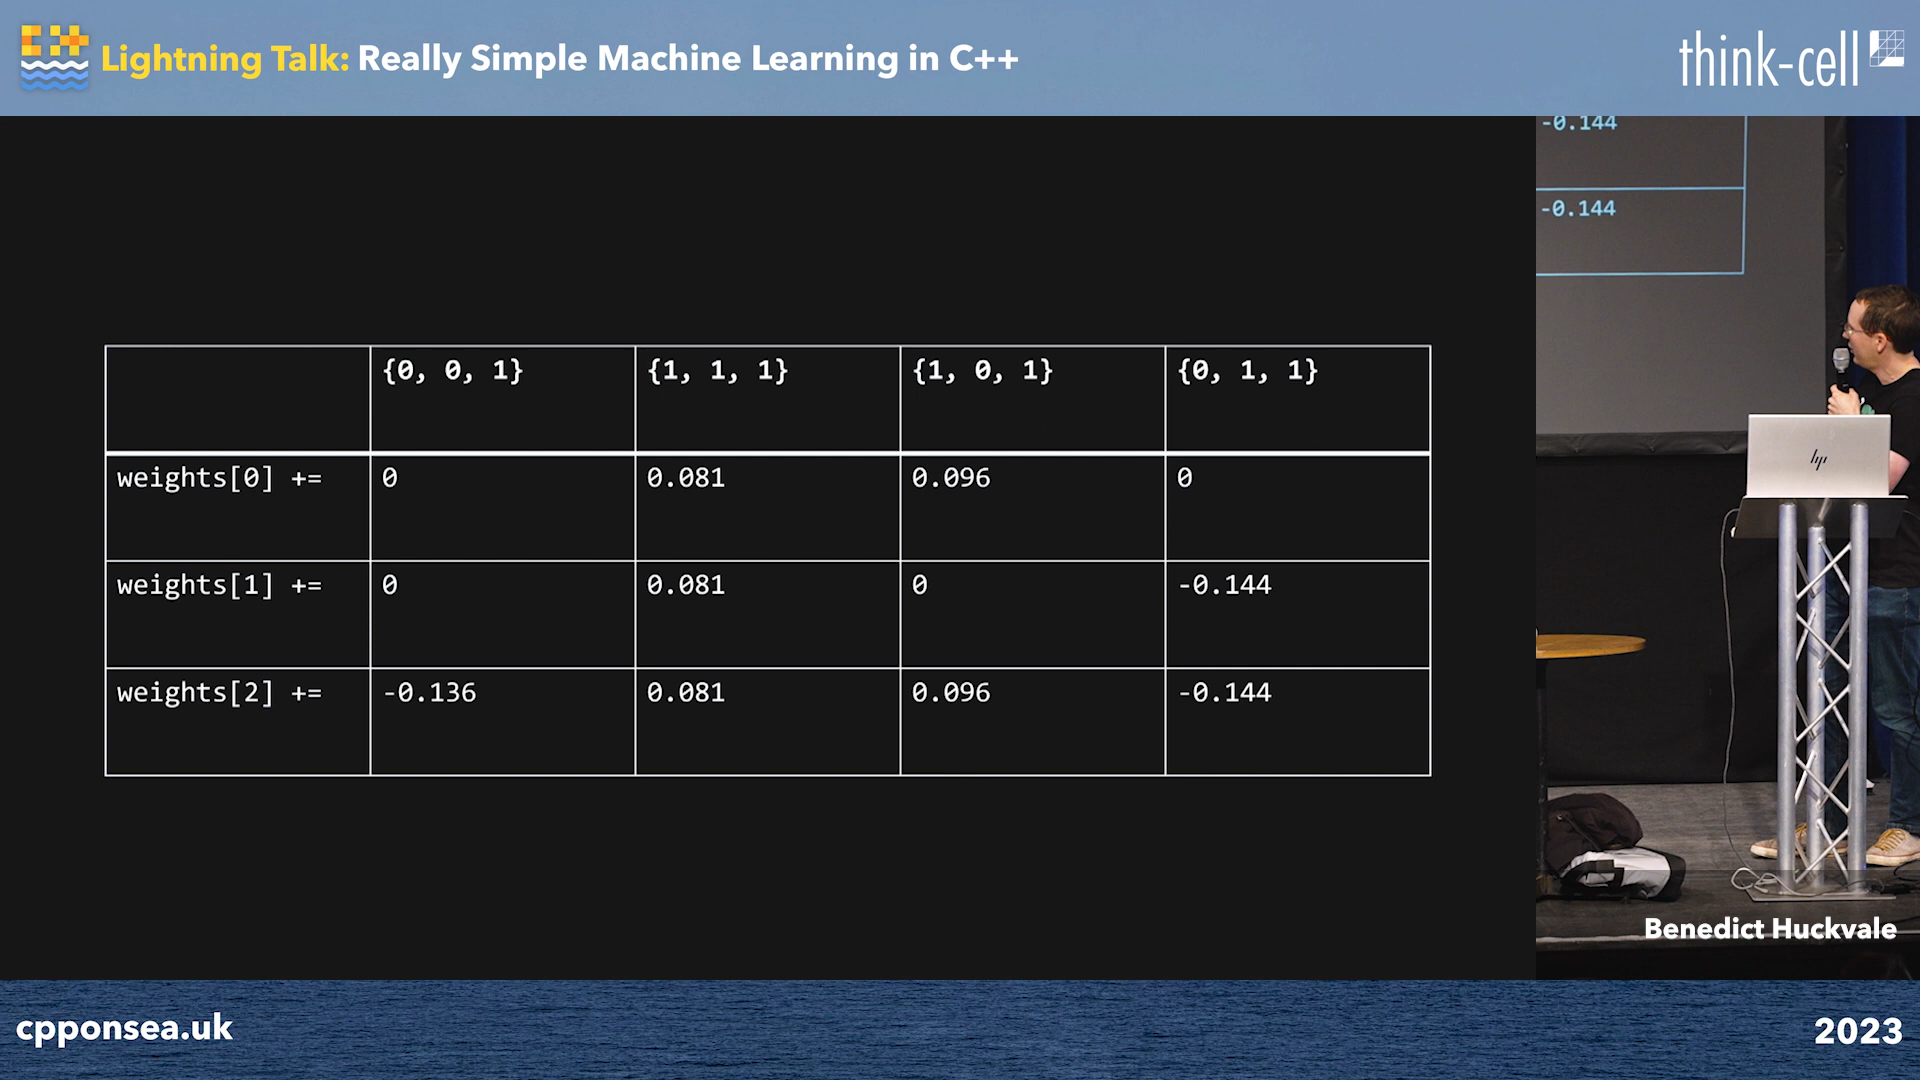 Lightning Talk: Really Simple Machine Learning in C++
think-cell
-0.144
-0.144
{0, 0, 1} {1, 1, 1} {1, 0, 1} {0, 1, 1}
weights[0] += 0 0.081 0.096 0
weights[1] += 0 0.081 0 -0.144
weights[2] += -0.136 0.081 0.096 -0.144
hp
Benedict Huckvale
cpponsea.uk
2023